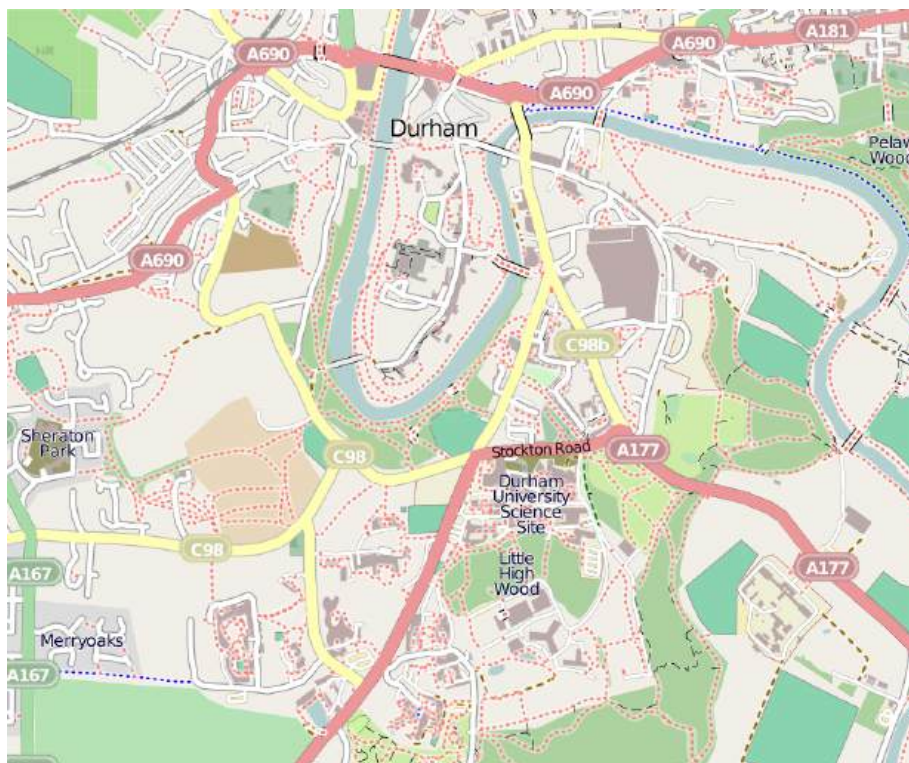 A690
A690
A181
A690
Durham
Pelaw
Wood
A690
C98b
Sheraton
Park
C98
Stockton Road
A177
Durham
University
Science
Site
C98
Little
High
Wood
A167
A177
Merryoaks
A167